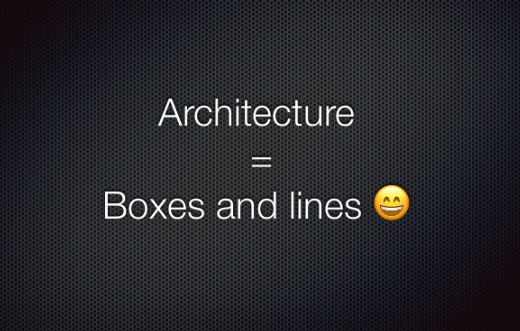 Architecture
=
Boxes and lines 😄